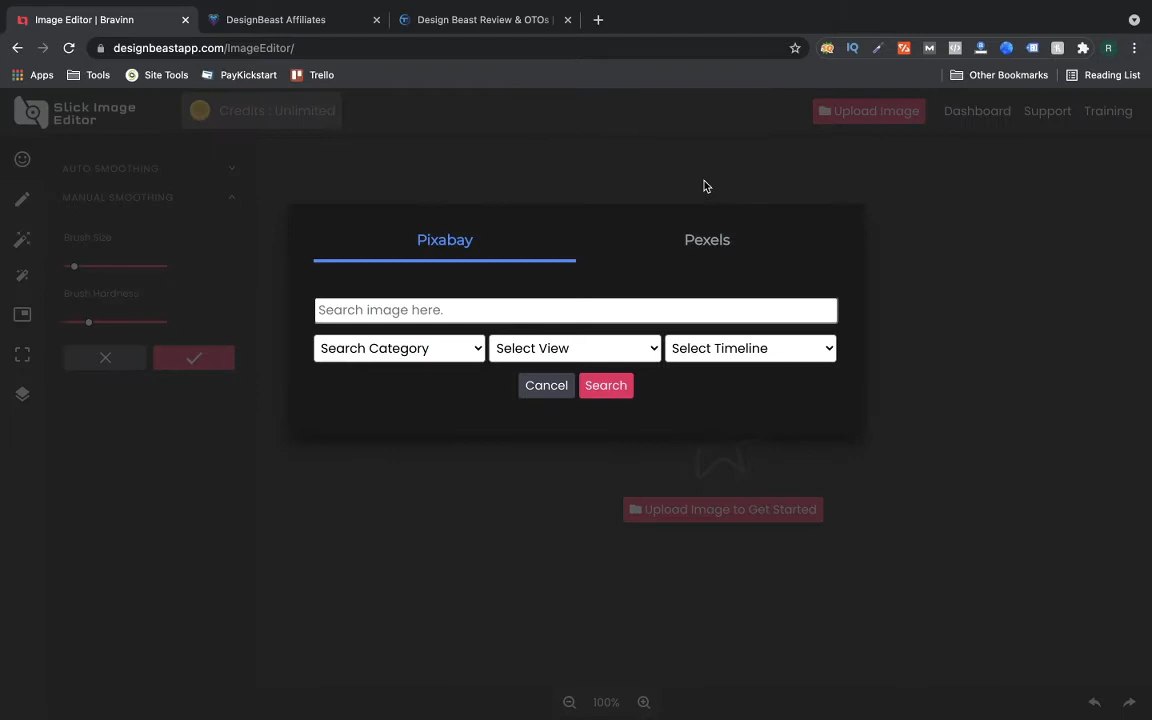 Image Editor | Bravinn
DesignBeast Affiliates
Design Beast Review & OTOs |
designbeastapp.com/ImageEditor/
IQ
M
R
Apps
Tools
Site Tools
PayKickstart
Trello
Other Bookmarks
Reading List
Slick Image
Editor
Credits : Unlimited
Upload Image
Dashboard
Support
Training
AUTO SMOOTHING
MANUAL SMOOTHING
Brush Size
Brush Hardness
Pixabay
Pexels
Search image here.
Search Category
Select View
Select Timeline
Cancel
Search
Upload Image to Get Started
100%